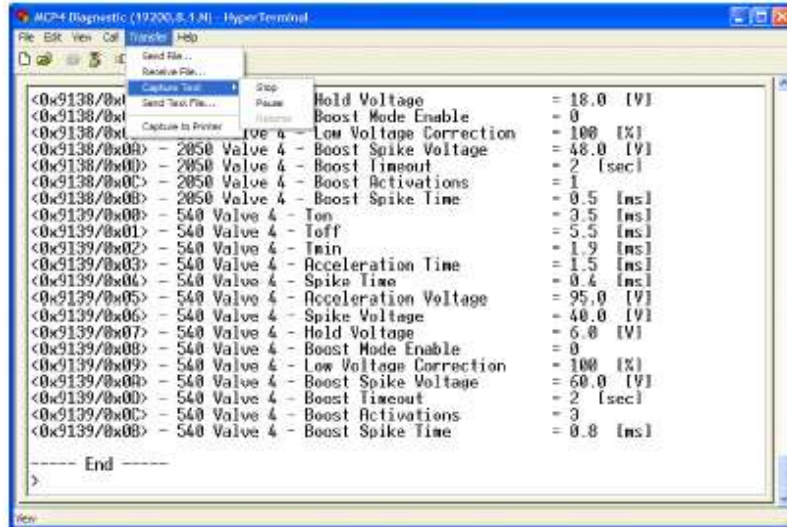 MCP4 Diagnostic (19200,8,1,N) - HyperTerminal
File Edit View Call Transfer Help
Send File...
Receive File...
Capture Text
Send Text File...
Capture to Printer
Stop
Pause
Resume
<0x9138/0x Hold Voltage = 18.0 [V]
<0x9138/0x Boost Mode Enable = 0
<0x9138/0x Valve 4 - Low Voltage Correction = 100 [%]
<0x9138/0x0A> - 2050 Valve 4 - Boost Spike Voltage = 48.0 [V]
<0x9138/0x0D> - 2050 Valve 4 - Boost Timeout = 2 [sec]
<0x9138/0x0C> - 2050 Valve 4 - Boost Activations = 1
<0x9138/0x0B> - 2050 Valve 4 - Boost Spike Time = 0.5 [ms]
<0x9139/0x00> - 540 Valve 4 - Ton = 3.5 [ms]
<0x9139/0x01> - 540 Valve 4 - Toff = 5.5 [ms]
<0x9139/0x02> - 540 Valve 4 - Tmin = 1.9 [ms]
<0x9139/0x03> - 540 Valve 4 - Acceleration Time = 1.5 [ms]
<0x9139/0x04> - 540 Valve 4 - Spike Time = 0.4 [ms]
<0x9139/0x05> - 540 Valve 4 - Acceleration Voltage = 95.0 [V]
<0x9139/0x06> - 540 Valve 4 - Spike Voltage = 40.0 [V]
<0x9139/0x07> - 540 Valve 4 - Hold Voltage = 6.0 [V]
<0x9139/0x08> - 540 Valve 4 - Boost Mode Enable = 0
<0x9139/0x09> - 540 Valve 4 - Low Voltage Correction = 100 [%]
<0x9139/0x0A> - 540 Valve 4 - Boost Spike Voltage = 60.0 [V]
<0x9139/0x0D> - 540 Valve 4 - Boost Timeout = 2 [sec]
<0x9139/0x0C> - 540 Valve 4 - Boost Activations = 3
<0x9139/0x0B> - 540 Valve 4 - Boost Spike Time = 0.8 [ms]
----- End -----
>
View